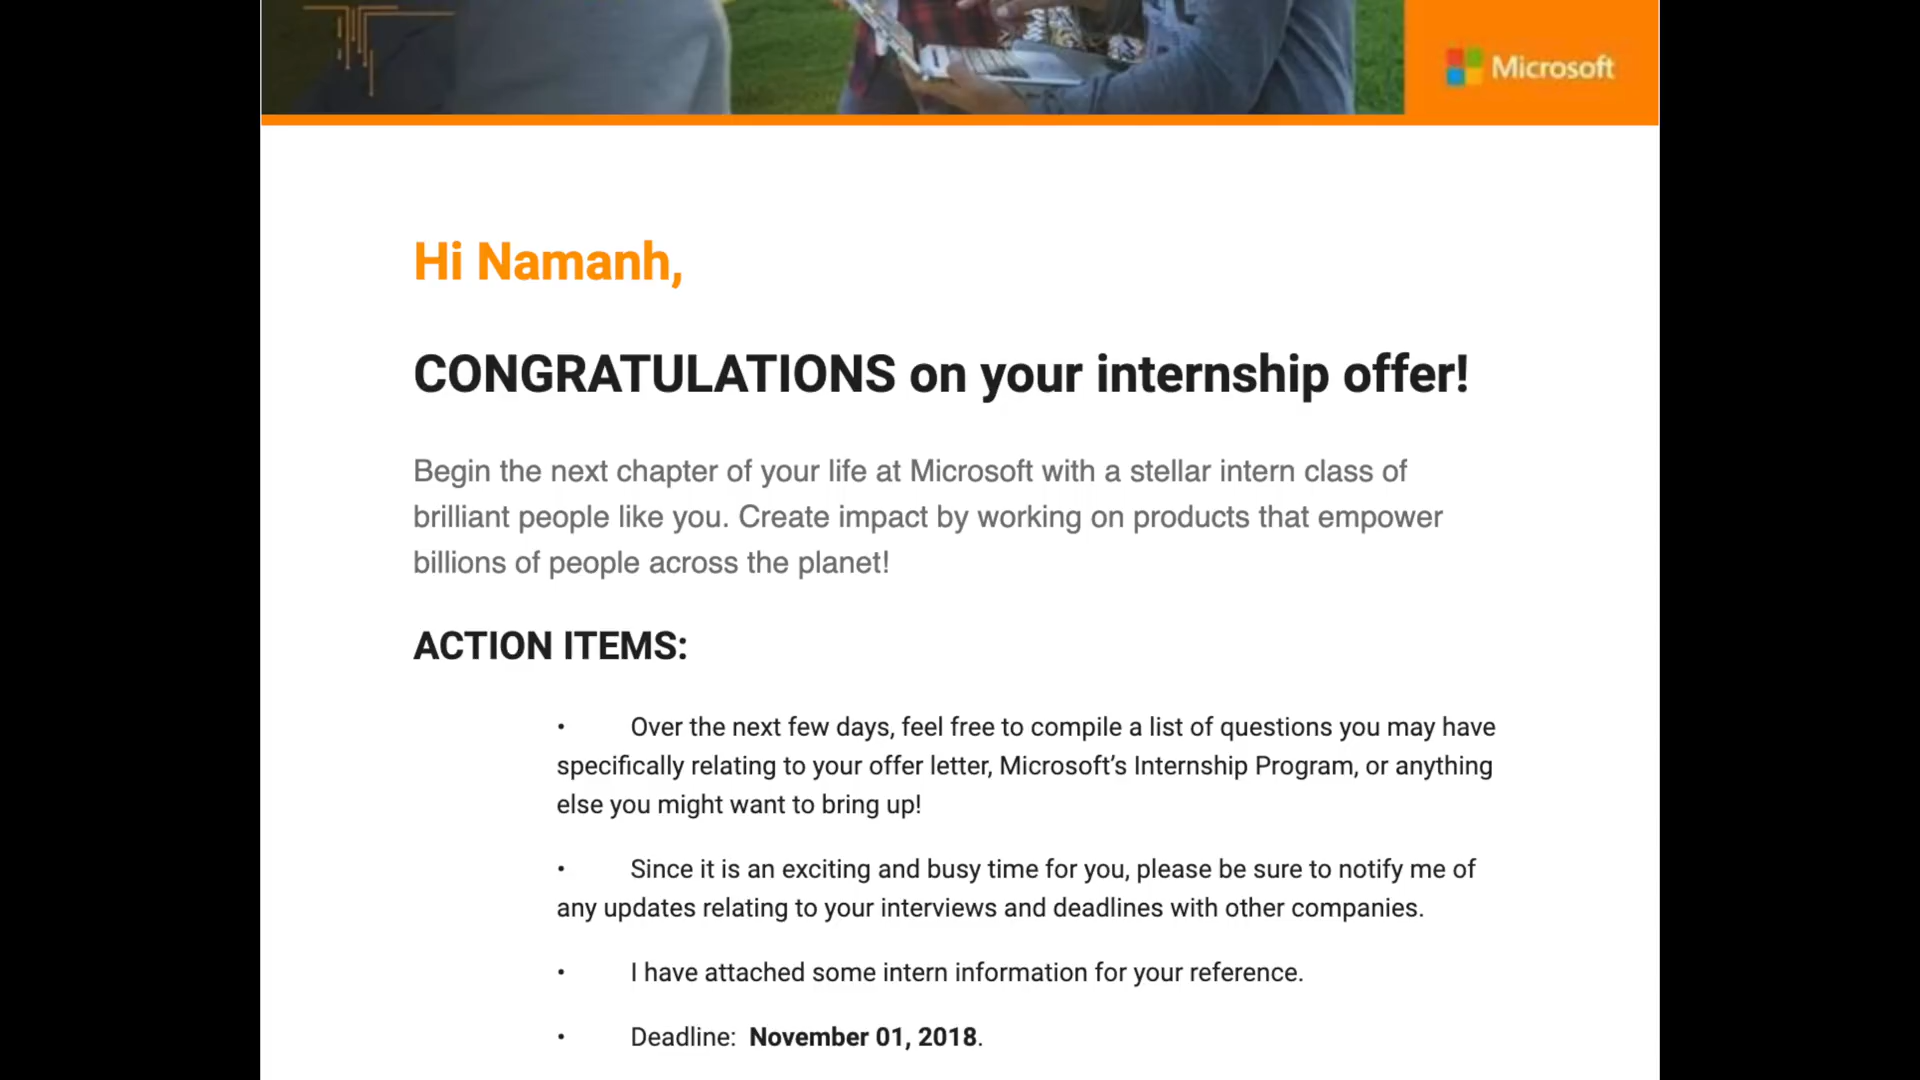 Microsoft
Hi Namanh,
CONGRATULATIONS on your internship offer!
Begin the next chapter of your life at Microsoft with a stellar intern class of
brilliant people like you. Create impact by working on products that empower
billions of people across the planet!
ACTION ITEMS:
• Over the next few days, feel free to compile a list of questions you may have
specifically relating to your offer letter, Microsoft’s Internship Program, or anything
else you might want to bring up!
• Since it is an exciting and busy time for you, please be sure to notify me of
any updates relating to your interviews and deadlines with other companies.
• I have attached some intern information for your reference.
• Deadline: November 01, 2018.